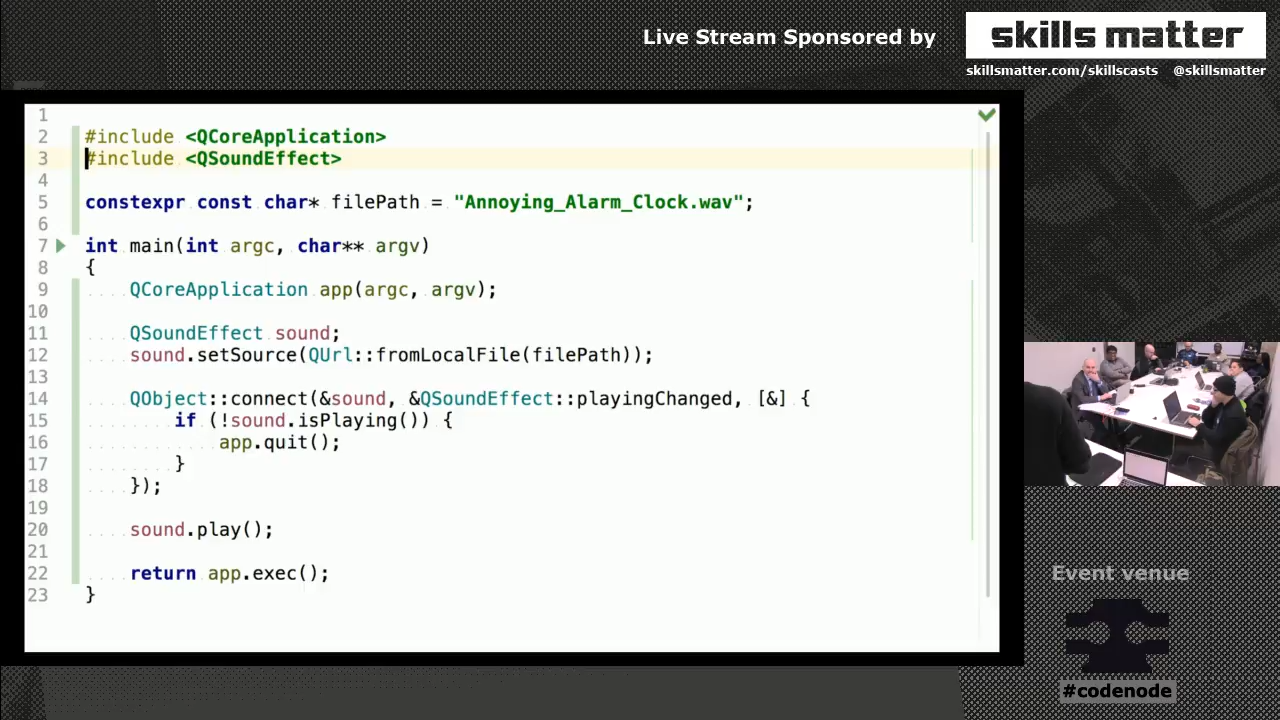 Live Stream Sponsored by
skills matter
skillsmatter.com/skillscasts @skillsmatter
1
2 #include <QCoreApplication>
3 #include <QSoundEffect>
4
5 constexpr const char* filePath = "Annoying_Alarm_Clock.wav";
6
7 int main(int argc, char** argv)
8 {
9 QCoreApplication app(argc, argv);
10
11 QSoundEffect sound;
12 sound.setSource(QUrl::fromLocalFile(filePath));
13
14 QObject::connect(&sound, &QSoundEffect::playingChanged, [&] {
15 if (!sound.isPlaying()) {
16 app.quit();
17 }
18 });
19
20 sound.play();
21
22 return app.exec();
23 }
Event venue
#codenode